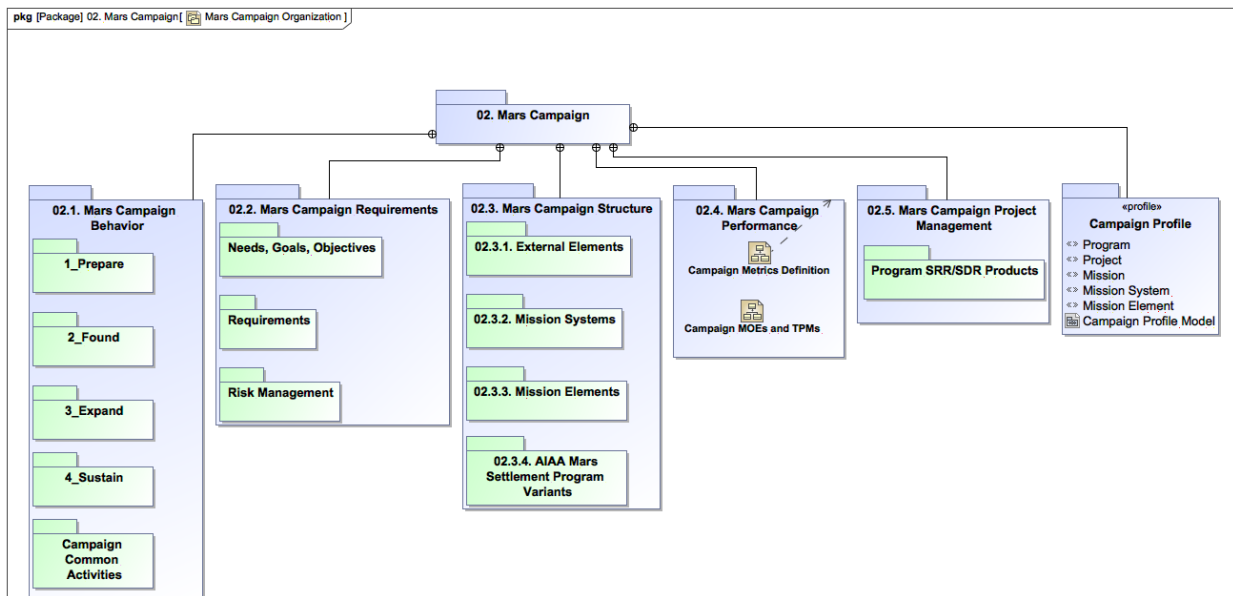 pkg [Package] 02. Mars Campaign[ Mars Campaign Organization ]
02. Mars Campaign
02.1. Mars Campaign
Behavior
1_Prepare
2_Found
3_Expand
4_Sustain
Campaign
Common
Activities
02.2. Mars Campaign Requirements
Needs, Goals, Objectives
Requirements
Risk Management
02.3. Mars Campaign Structure
02.3.1. External Elements
02.3.2. Mission Systems
02.3.3. Mission Elements
02.3.4. AIAA Mars
Settlement Program
Variants
02.4. Mars Campaign
Performance
Campaign Metrics Definition
Campaign MOEs and TPMs
02.5. Mars Campaign Project
Management
Program SRR/SDR Products
«profile»
Campaign Profile
«» Program
«» Project
«» Mission
«» Mission System
«» Mission Element
Campaign Profile Model